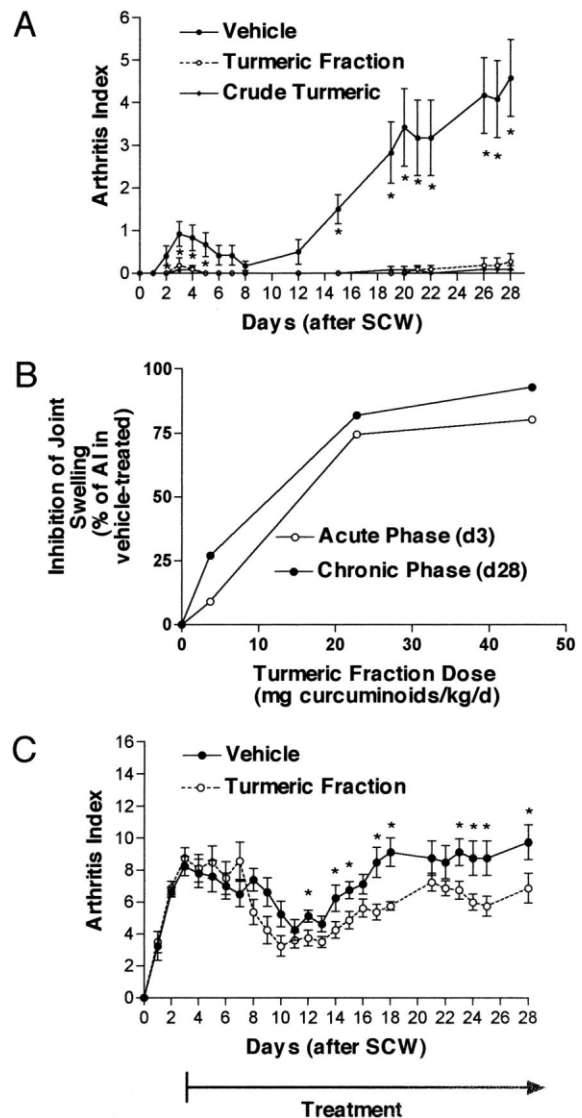 A
Vehicle
Turmeric Fraction
Crude Turmeric
Arthritis Index
6
5
4
3
2
1
0
* * * * * * * * * * * *
0 2 4 6 8 10 12 14 16 18 20 22 24 26 28
Days (after SCW)
B
Inhibition of Joint
Swelling
(% of AI in
vehicle-treated)
100
75
50
25
0
Acute Phase (d3)
Chronic Phase (d28)
0 10 20 30 40 50
Turmeric Fraction Dose
(mg curcuminoids/kg/d)
C
Vehicle
Turmeric Fraction
Arthritis Index
16
14
12
10
8
6
4
2
0
* * * * * * * * *
0 2 4 6 8 10 12 14 16 18 20 22 24 26 28
Days (after SCW)
Treatment